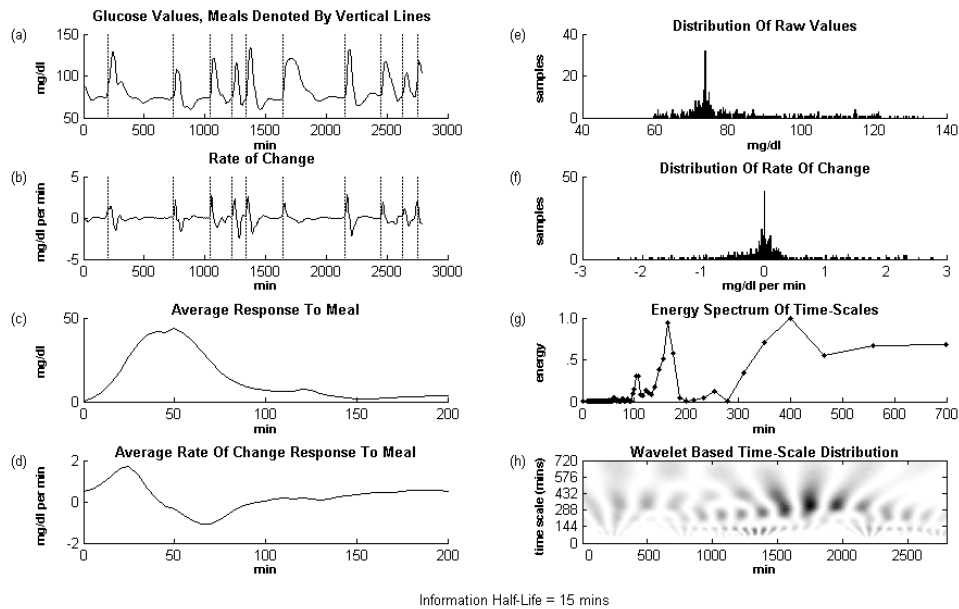 Glucose Values, Meals Denoted By Vertical Lines
(a)
mg/dl
150
100
50
0 500 1000 1500 2000 2500 3000
min
Rate of Change
(b)
mg/dl per min
5
0
-5
0 500 1000 1500 2000 2500 3000
min
Average Response To Meal
(c)
mg/dl
50
0
0 50 100 150 200
min
Average Rate Of Change Response To Meal
(d)
mg/dl per min
2
0
-2
0 50 100 150 200
min
Distribution Of Raw Values
(e)
samples
40
20
0
40 60 80 100 120 140
mg/dl
Distribution Of Rate Of Change
(f)
samples
50
0
-3 -2 -1 0 1 2 3
mg/dl per min
Energy Spectrum Of Time-Scales
(g)
energy
1.0
.5
0
0 100 200 300 400 500 600 700
min
Wavelet Based Time-Scale Distribution
(h)
time scale (mins)
720
576
432
288
144
0
0 500 1000 1500 2000 2500
min
Information Half-Life = 15 mins